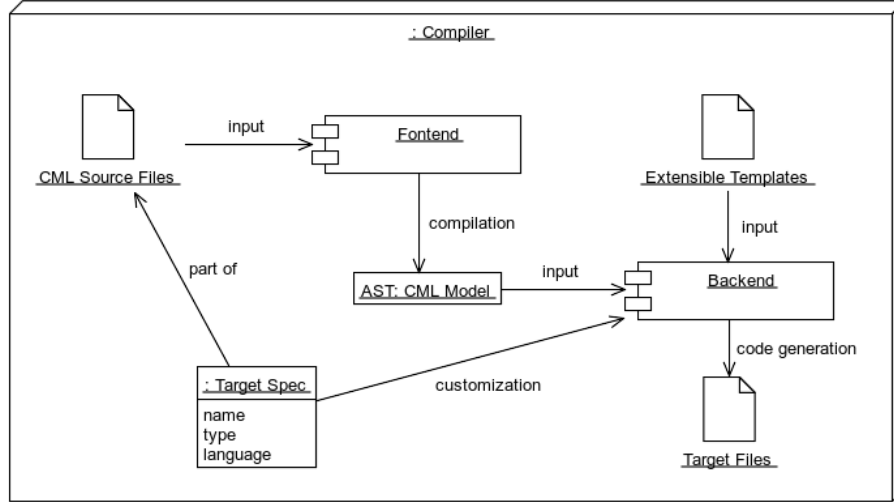 : Compiler
input
Fontend
CML Source Files
Extensible Templates
compilation
input
part of
input
AST: CML Model
Backend
code generation
: Target Spec
customization
name
type
language
Target Files